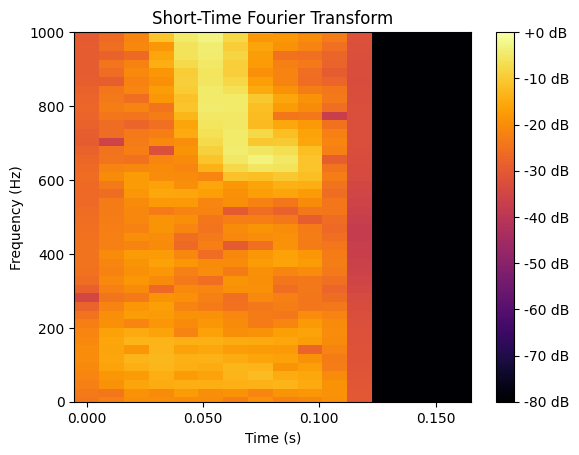 Short-Time Fourier Transform
1000
800
600
400
200
0
Frequency (Hz)
0.000
0.050
0.100
0.150
Time (s)
+0 dB
-10 dB
-20 dB
-30 dB
-40 dB
-50 dB
-60 dB
-70 dB
-80 dB